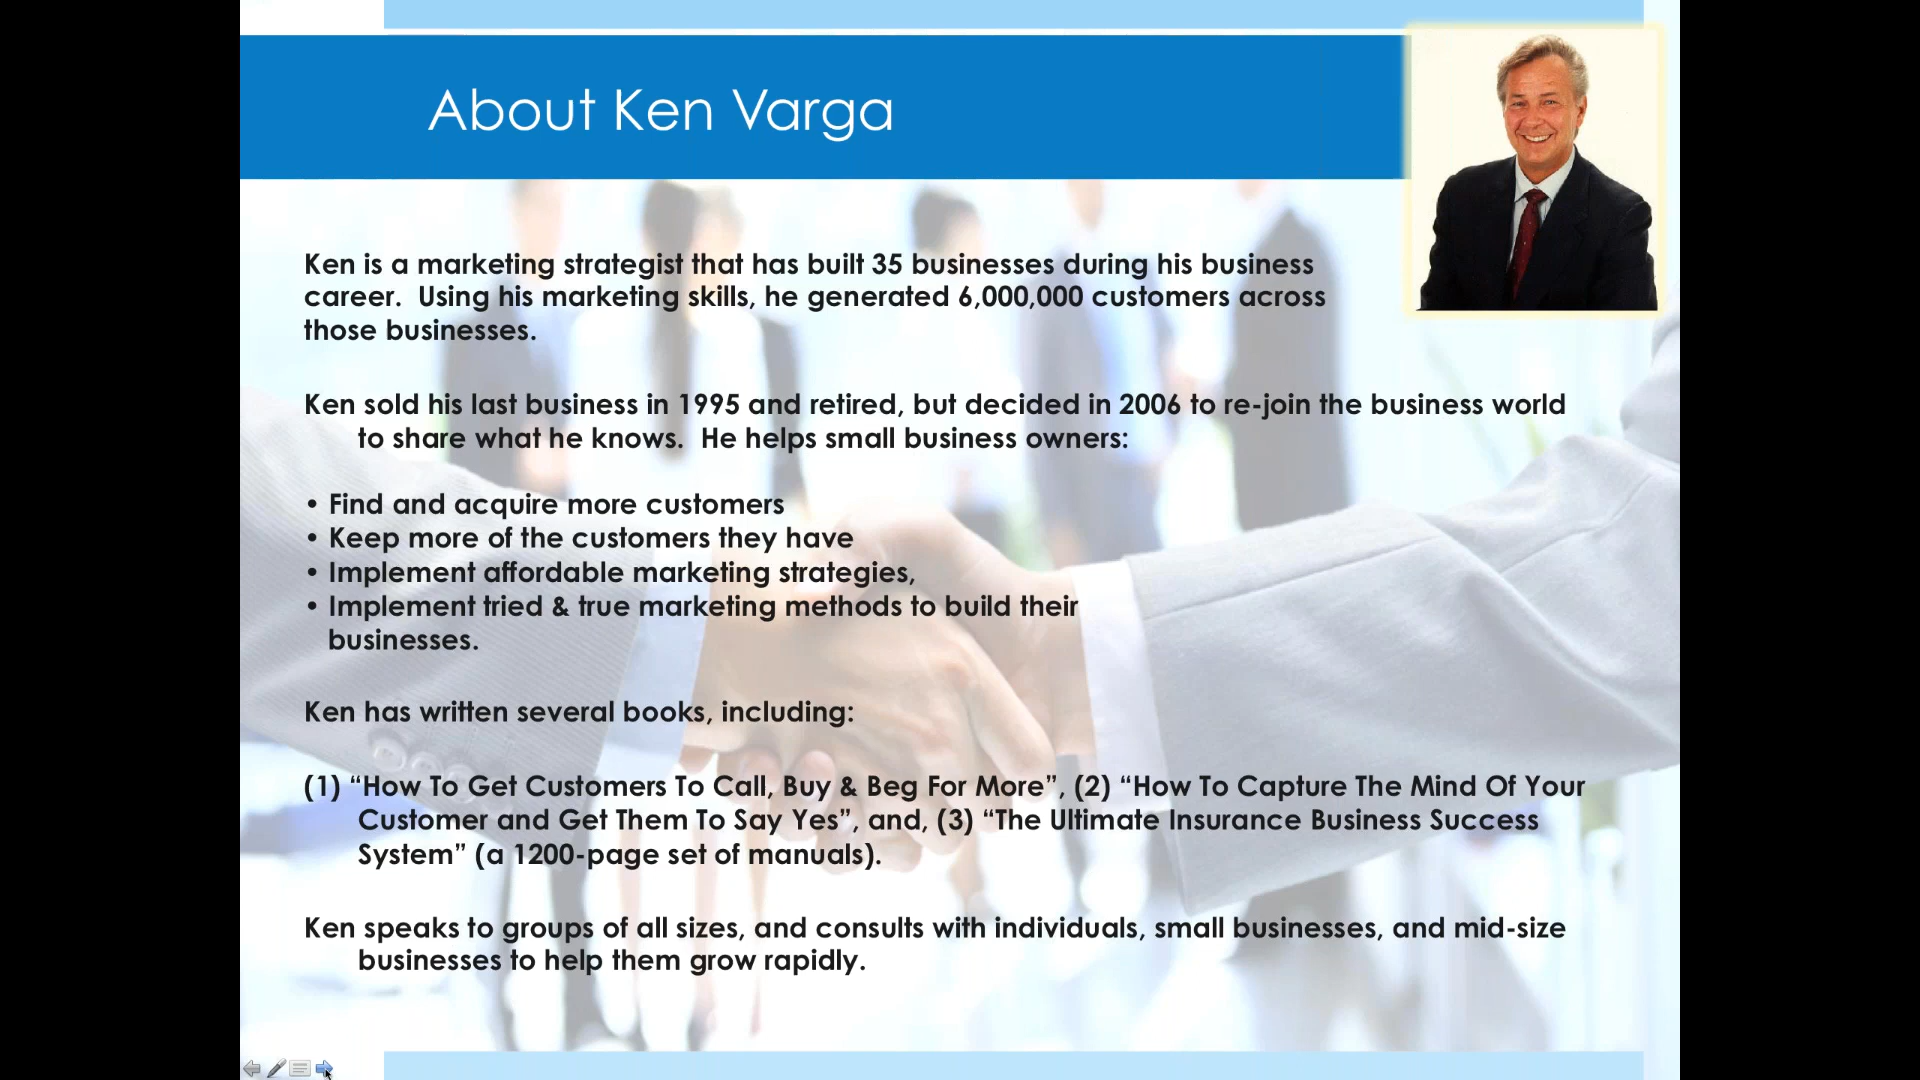 About Ken Varga
Ken is a marketing strategist that has built 35 businesses during his business
career.  Using his marketing skills, he generated 6,000,000 customers across
those businesses.
Ken sold his last business in 1995 and retired, but decided in 2006 to re-join the business world
to share what he knows.  He helps small business owners:
• Find and acquire more customers
• Keep more of the customers they have
• Implement affordable marketing strategies,
• Implement tried & true marketing methods to build their
businesses.
Ken has written several books, including:
(1) “How To Get Customers To Call, Buy & Beg For More”, (2) “How To Capture The Mind Of Your
Customer and Get Them To Say Yes”, and, (3) “The Ultimate Insurance Business Success
System” (a 1200-page set of manuals).
Ken speaks to groups of all sizes, and consults with individuals, small businesses, and mid-size
businesses to help them grow rapidly.